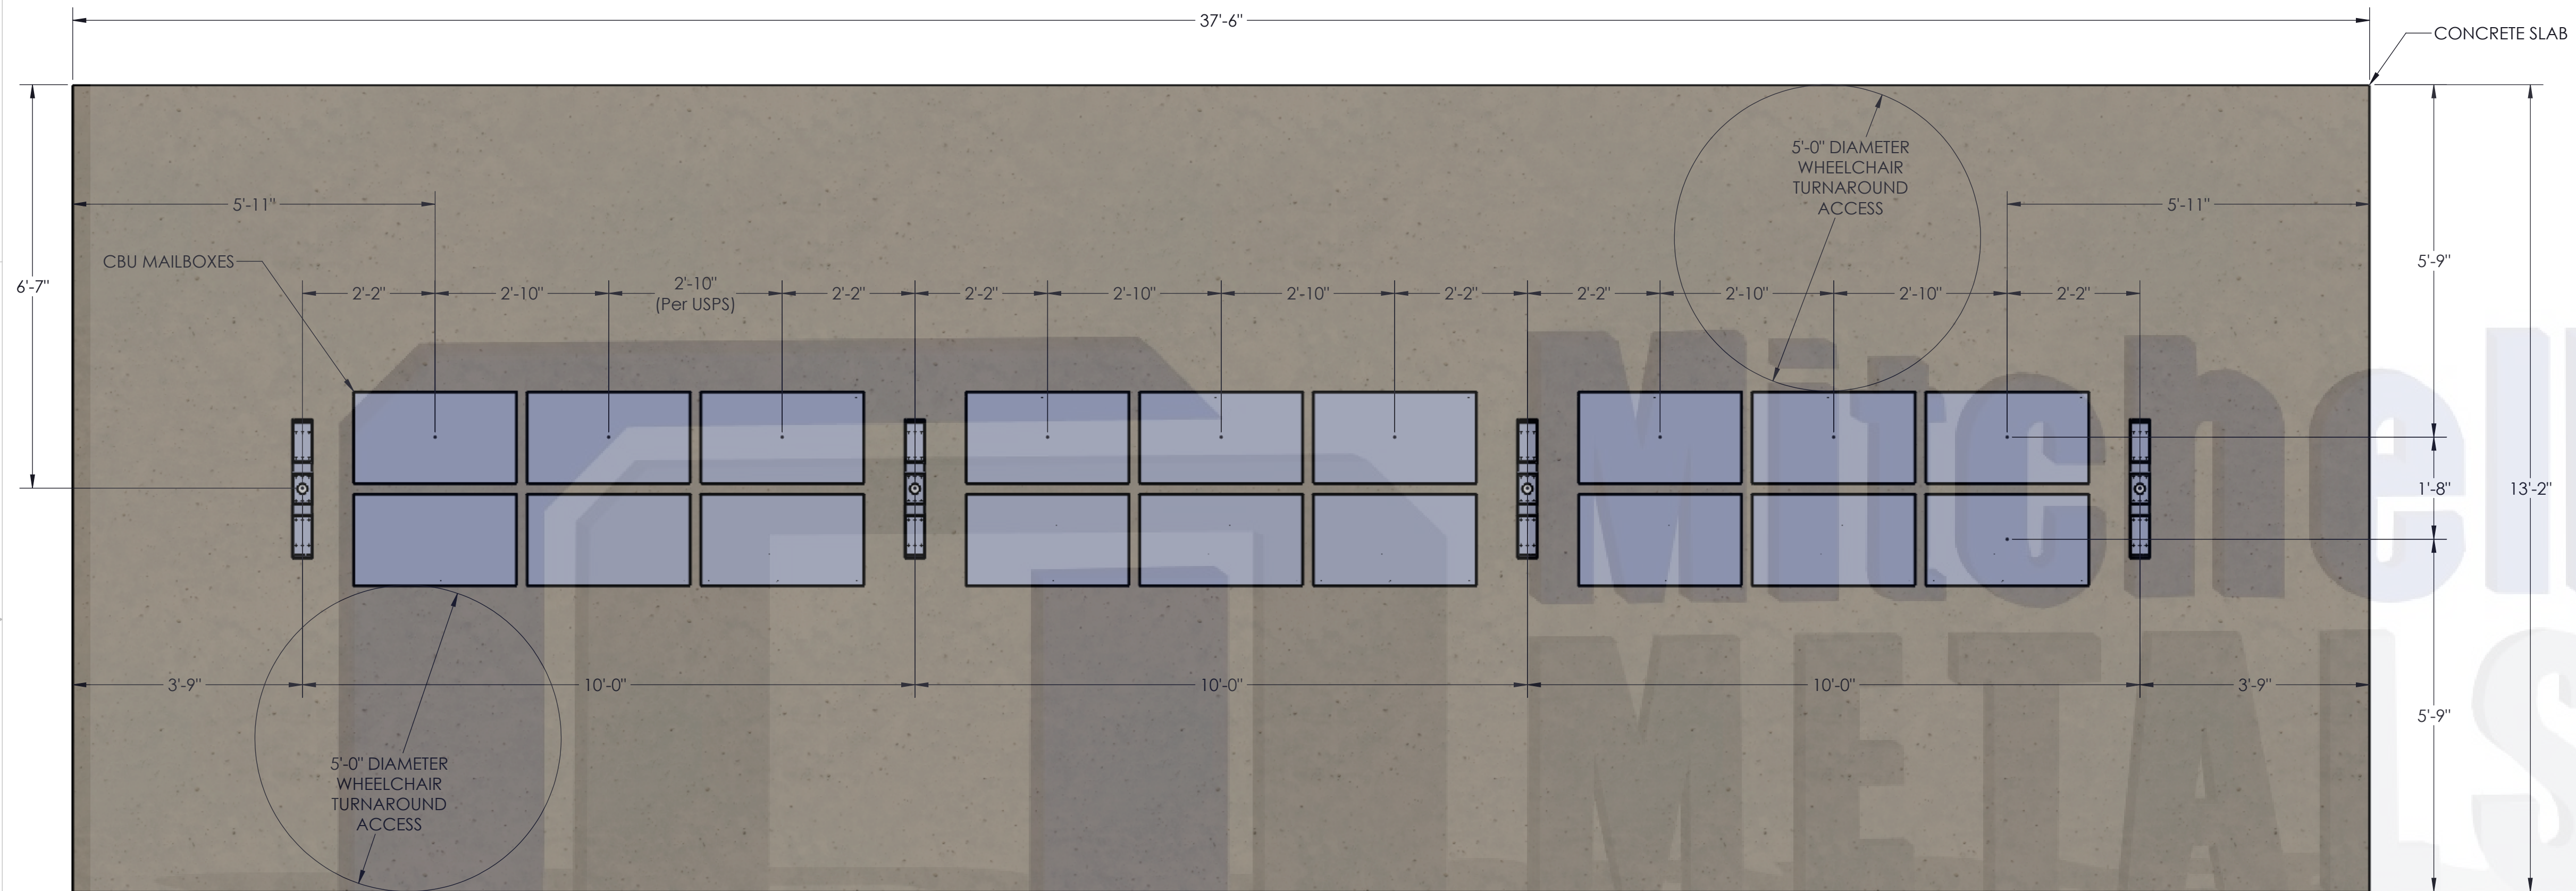 37'-6"
CONCRETE SLAB
5'-0" DIAMETER
WHEELCHAIR
TURNAROUND
ACCESS
5'-11"
5'-11"
CBU MAILBOXES
5'-9"
6'-7"
2'-2"
2'-10"
2'-10"
(Per USPS)
2'-2"
2'-2"
2'-10"
2'-10"
2'-2"
2'-2"
2'-10"
2'-10"
2'-2"
Mitchell
METALS
1'-8"
13'-2"
3'-9"
10'-0"
10'-0"
10'-0"
3'-9"
5'-9"
5'-0" DIAMETER
WHEELCHAIR
TURNAROUND
ACCESS